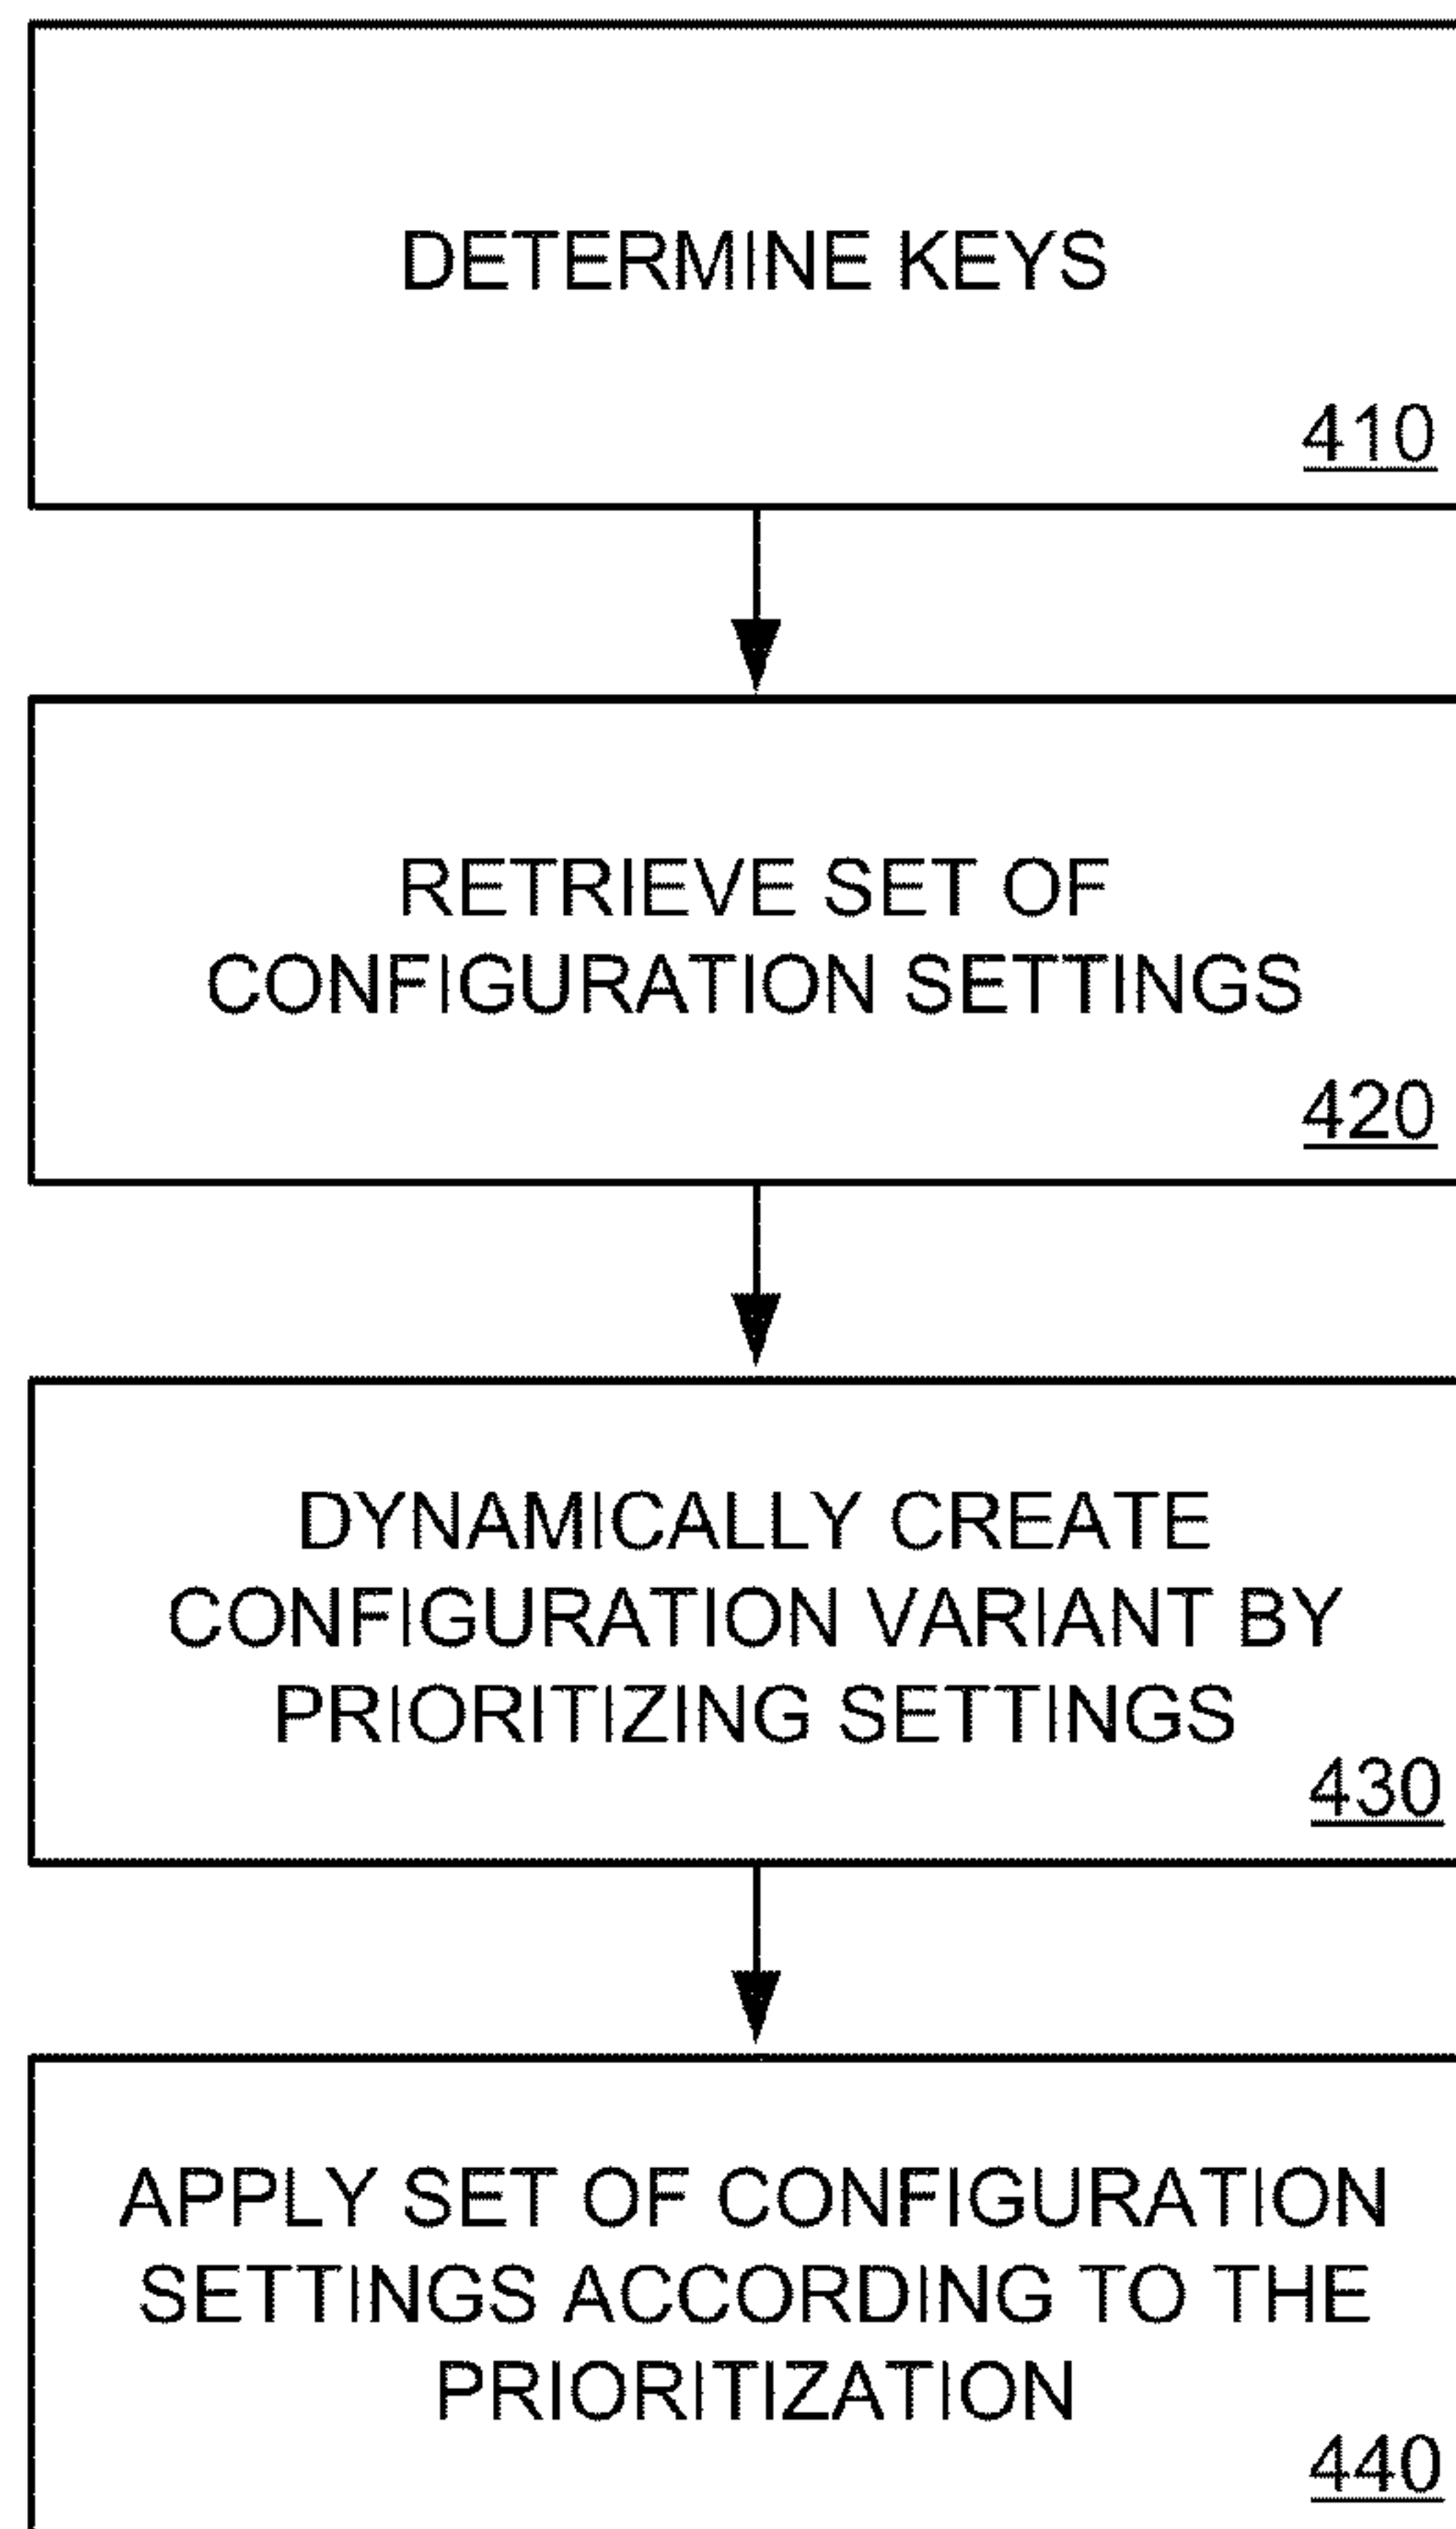 DETERMINE KEYS
410
RETRIEVE SET OF
CONFIGURATION SETTINGS
420
DYNAMICALLY CREATE
CONFIGURATION VARIANT BY
PRIORITIZING SETTINGS
430
APPLY SET OF CONFIGURATION
SETTINGS ACCORDING TO THE
PRIORITIZATION
440